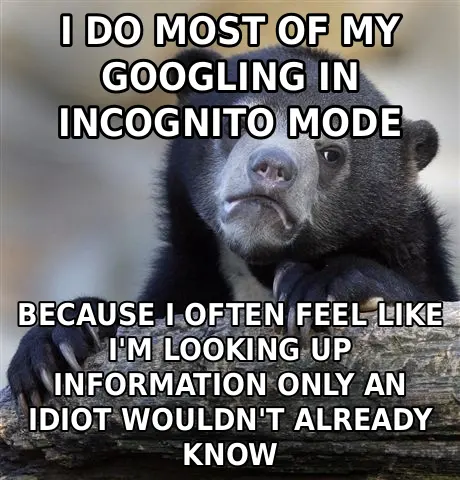 I DO MOST OF MY
GOOGLING IN
INCOGNITO MODE
BECAUSE I OFTEN FEEL LIKE
I'M LOOKING UP
INFORMATION ONLY AN
IDIOT WOULDN'T ALREADY
KNOW